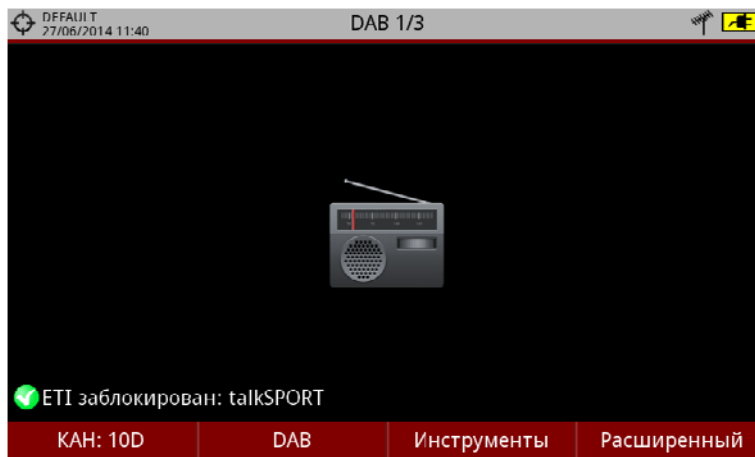 DEFAULT
DAB 1/3
27/06/2014 11:40
ETI заблокирован: talkSPORT
КАН: 10D
DAB
Инструменты
Расширенный